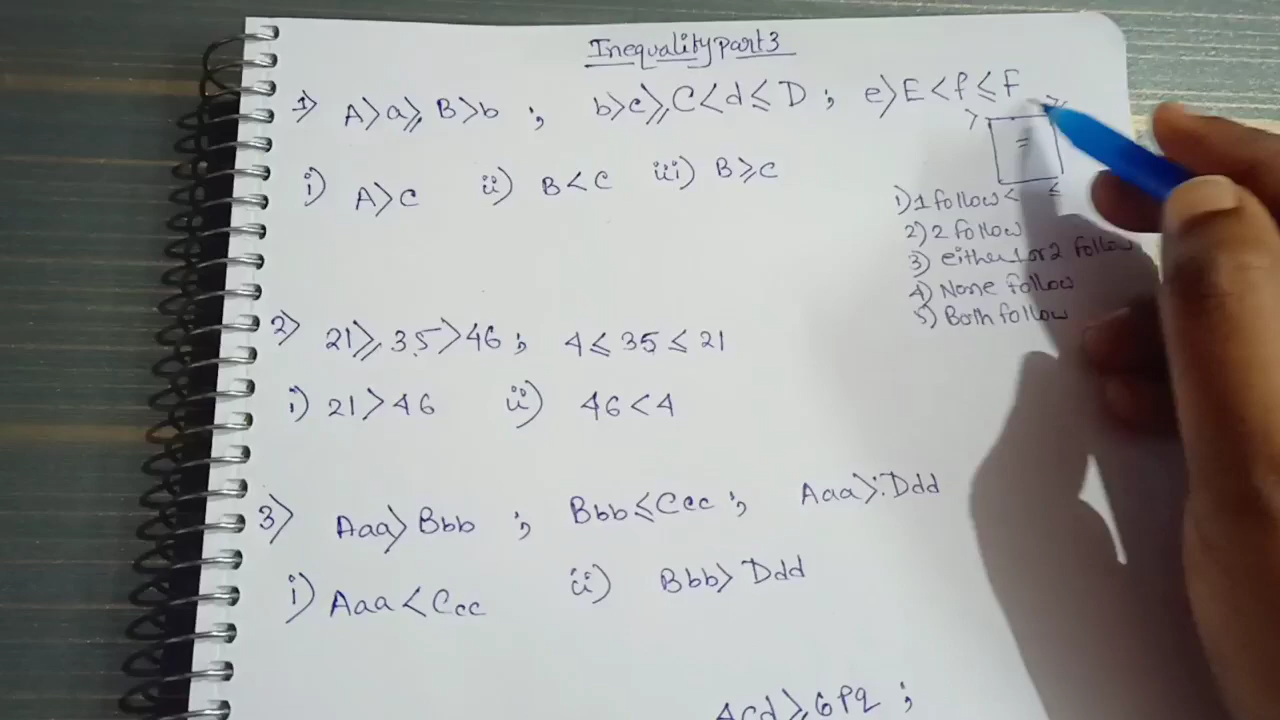 Inequality part 3
1) A>a≥B>b ; b>c≥C<d≤D ; e>E<f≤F
> ≥
=
< ≤
i) A>C ii) B<C iii) B≥C
1) 1 follow
2) 2 follow
3) either 1 or 2 follow
4) None follow
5) Both follow
2) 21≥35>46 ; 4≤35≤21
i) 21>46 ii) 46<4
3) Aaa>Bbb ; Bbb≤Ccc ; Aaa>Ddd
i) Aaa<Ccc ii) Bbb>Ddd
Acd≥6PQ ;